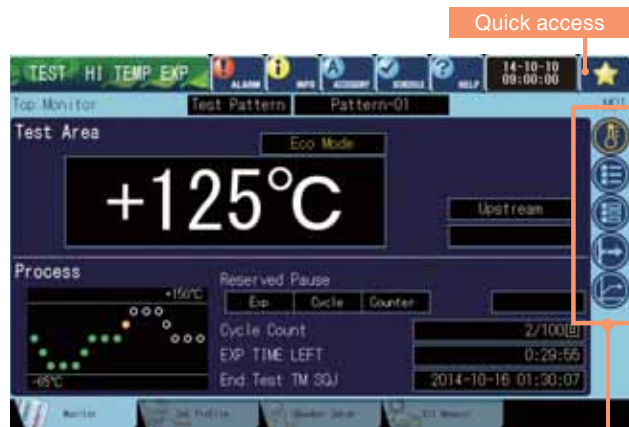 Quick access
TEST HI TEMP EXP ALARM INFO ACCESSORY SCHEDULE HELP 14-10-10 09:00:00
Top Monitor Test Pattern Pattern-01
Test Area
Eco Mode
+125°C
Upstream
Process
+150°C
-65°C
Reserved Pause
Exp Cycle Counter
Cycle Count 2/100
EXP TIME LEFT 0:29:55
End Test TM SQJ 2014-10-16 01:30:07
Monitor